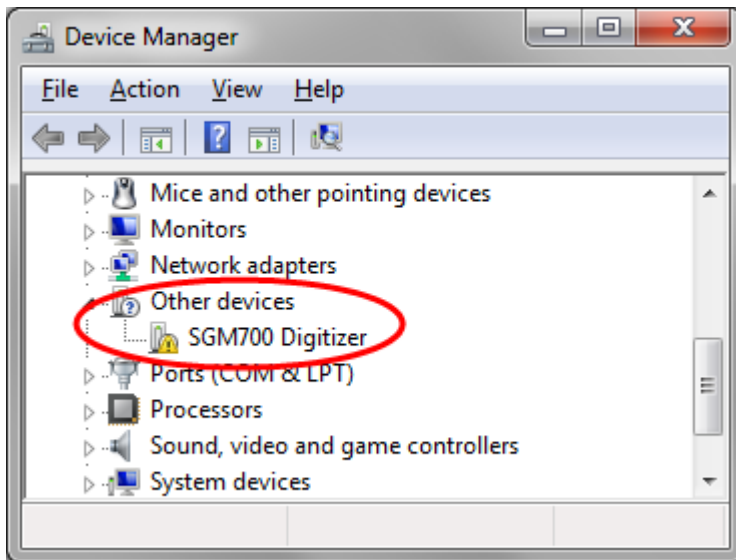 Device Manager
File Action View Help
Mice and other pointing devices
Monitors
Network adapters
Other devices
SGM700 Digitizer
Ports (COM & LPT)
Processors
Sound, video and game controllers
System devices